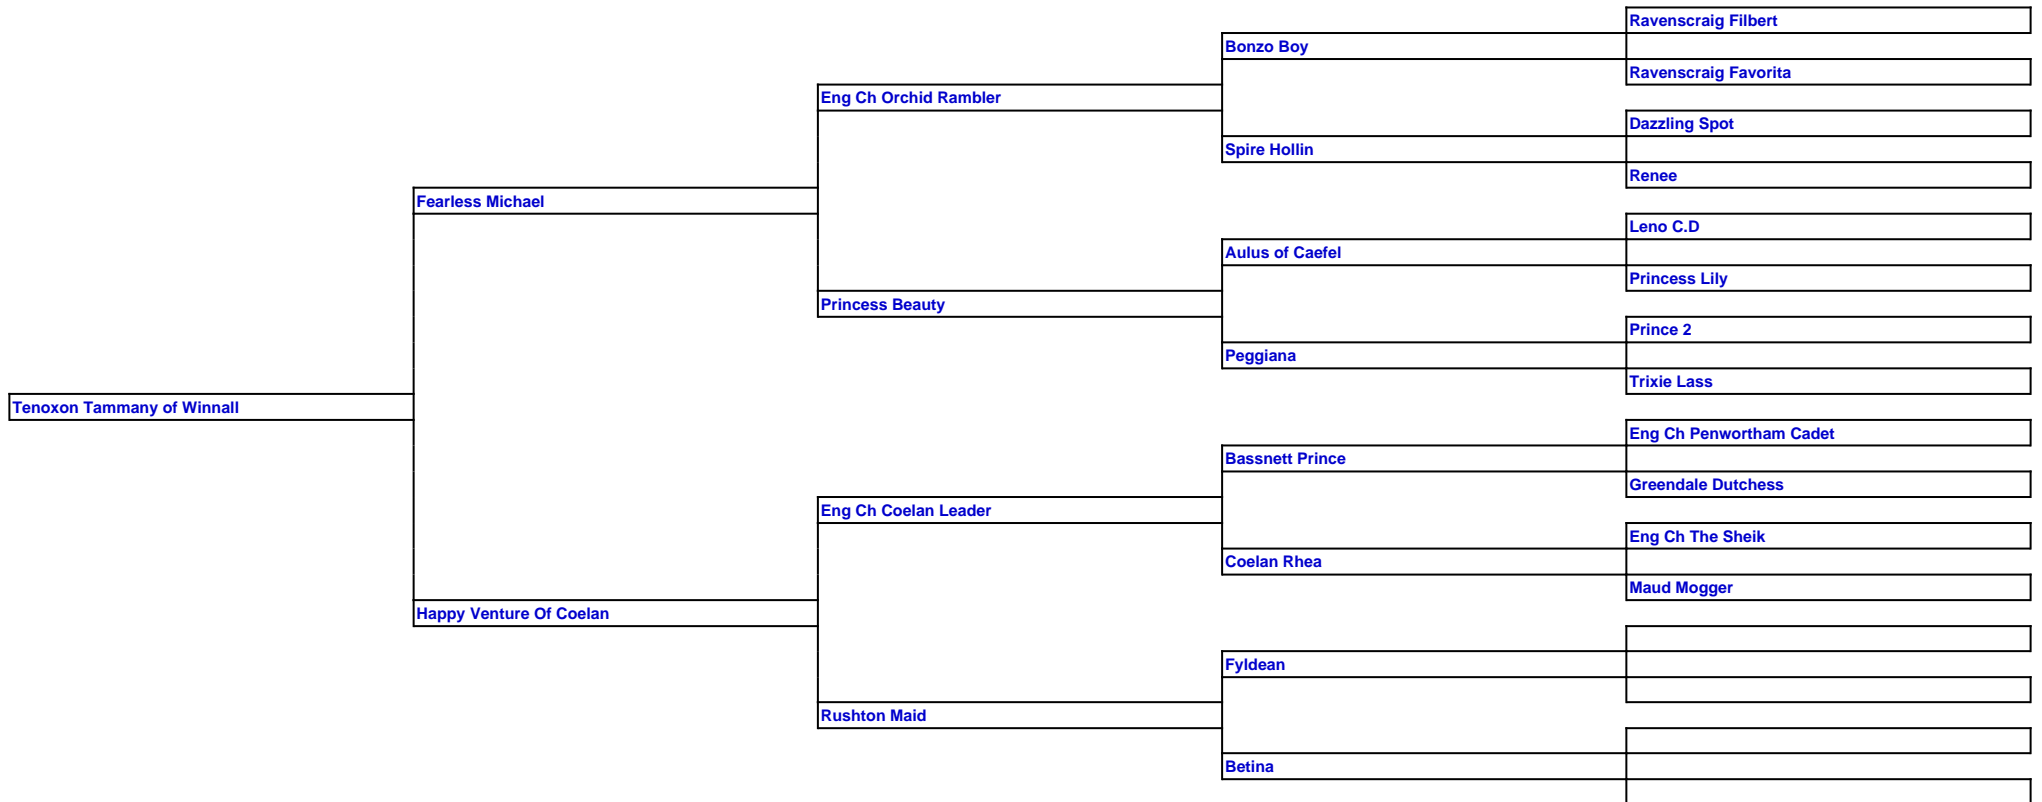 Ravenscraig Filbert
Bonzo Boy
Ravenscraig Favorita
Eng Ch Orchid Rambler
Dazzling Spot
Spire Hollin
Renee
Fearless Michael
Leno C.D
Aulus of Caefel
Princess Lily
Princess Beauty
Prince 2
Peggiana
Trixie Lass
Tenoxon Tammany of Winnall
Eng Ch Penwortham Cadet
Bassnett Prince
Greendale Dutchess
Eng Ch Coelan Leader
Eng Ch The Sheik
Coelan Rhea
Maud Mogger
Happy Venture Of Coelan
Fyldean
Rushton Maid
Betina